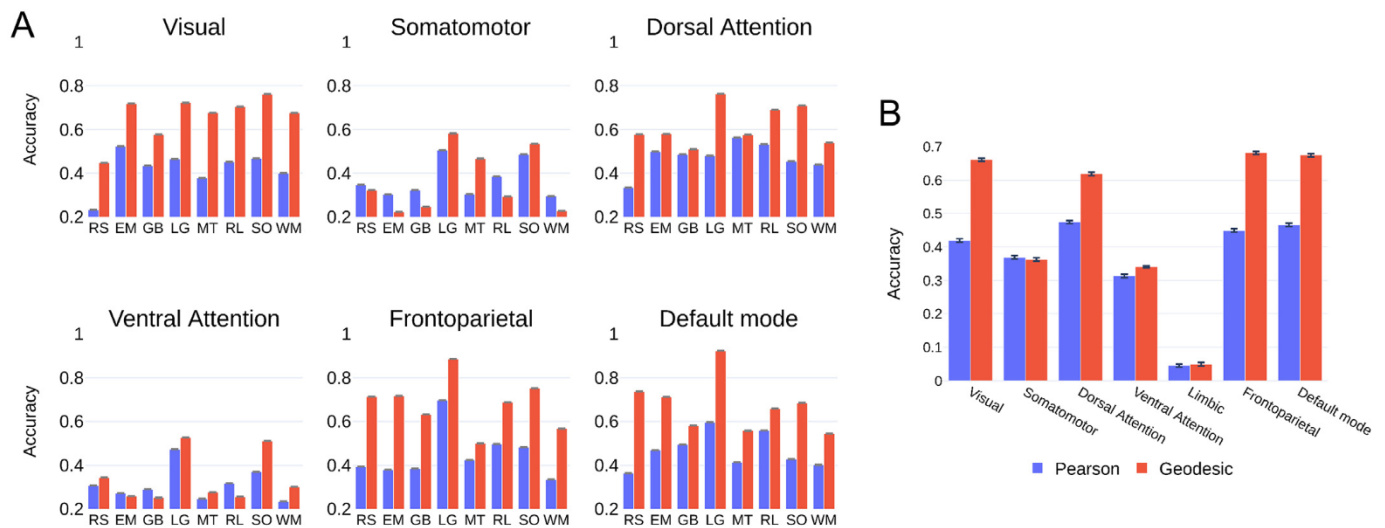 A
Visual
Somatomotor
Dorsal Attention
1
1
1
0.8
0.8
0.8
0.6
0.6
0.6
0.4
0.4
0.4
0.2
0.2
0.2
Accuracy
RS EM GB LG MT RL SO WM
RS EM GB LG MT RL SO WM
RS EM GB LG MT RL SO WM
Ventral Attention
Frontoparietal
Default mode
1
1
1
0.8
0.8
0.8
0.6
0.6
0.6
0.4
0.4
0.4
0.2
0.2
0.2
Accuracy
RS EM GB LG MT RL SO WM
RS EM GB LG MT RL SO WM
RS EM GB LG MT RL SO WM
B
0.7
0.6
0.5
0.4
0.3
0.2
0.1
0
Accuracy
Visual
Somatomotor
Dorsal Attention
Ventral Attention
Limbic
Frontoparietal
Default mode
Pearson
Geodesic